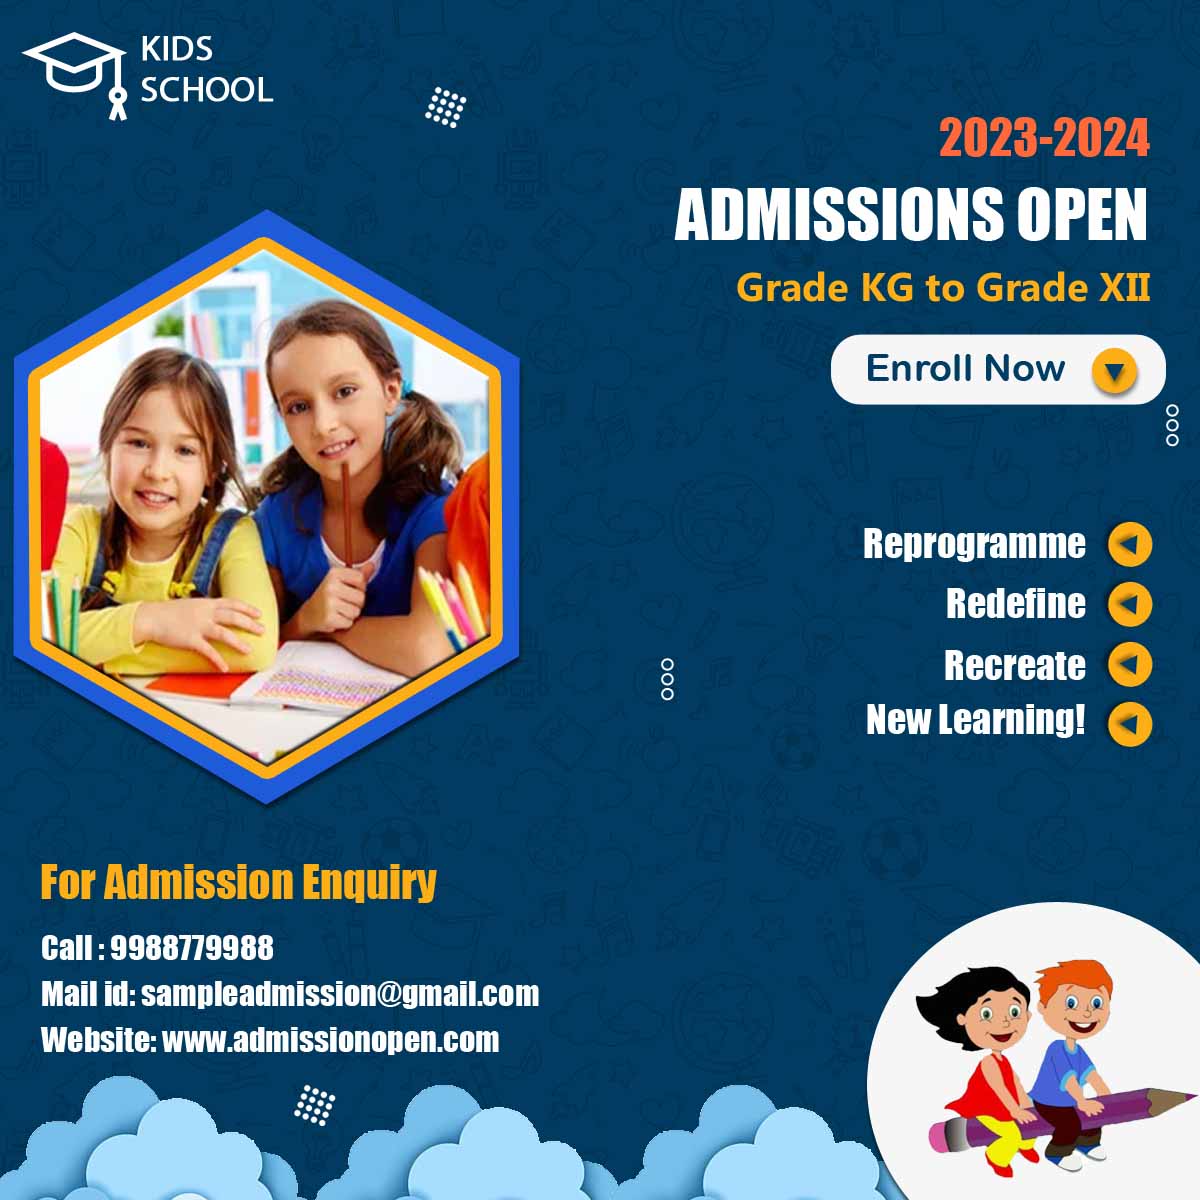 KIDS
SCHOOL
2023-2024
ADMISSIONS OPEN
Grade KG to Grade XII
Enroll Now
Reprogramme
Redefine
Recreate
New Learning!
For Admission Enquiry
Call : 9988779988
Mail id: sampleadmission@gmail.com
Website: www.admissionopen.com